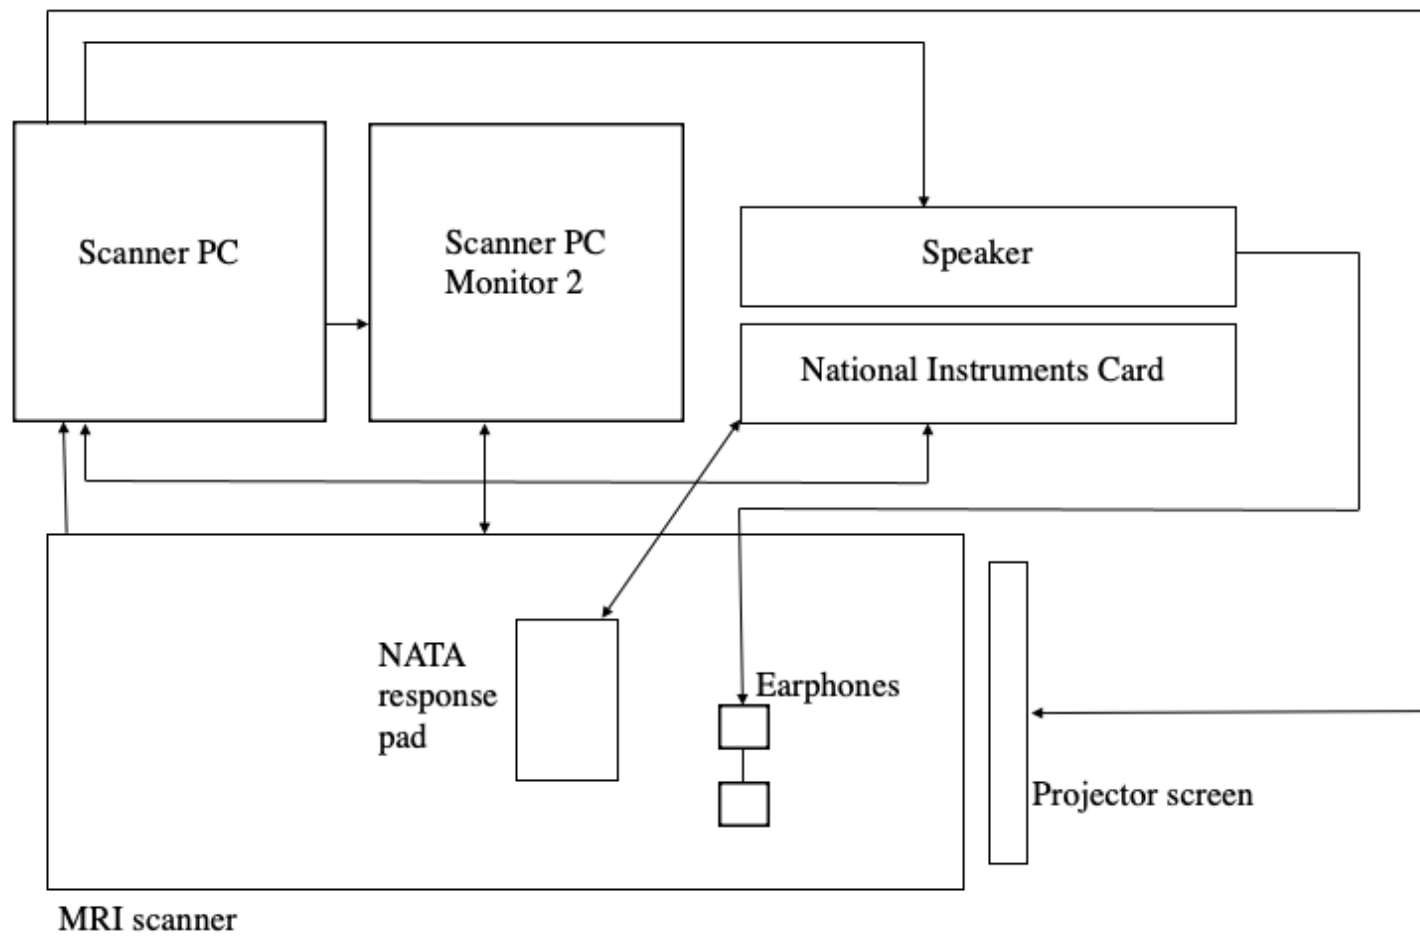 Scanner PC
Scanner PC
Monitor 2
Speaker
National Instruments Card
NATA
response
pad
Earphones
Projector screen
MRI scanner